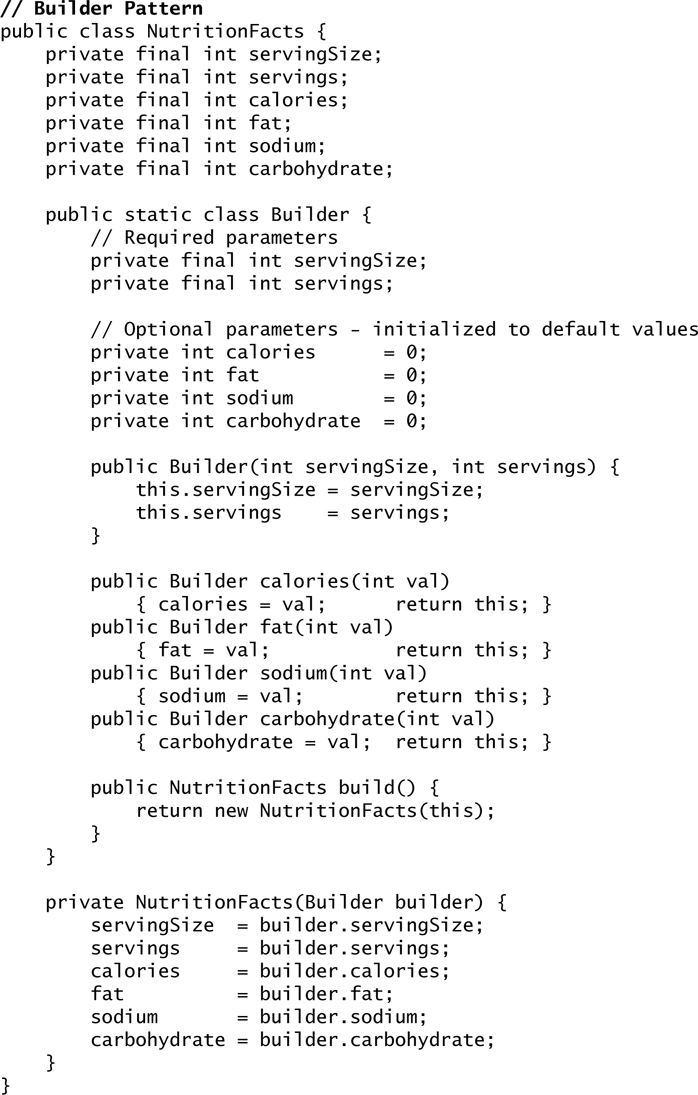 // Builder Pattern
public class NutritionFacts {
    private final int servingSize;
    private final int servings;
    private final int calories;
    private final int fat;
    private final int sodium;
    private final int carbohydrate;

    public static class Builder {
        // Required parameters
        private final int servingSize;
        private final int servings;

        // Optional parameters - initialized to default values
        private int calories      = 0;
        private int fat           = 0;
        private int sodium        = 0;
        private int carbohydrate  = 0;

        public Builder(int servingSize, int servings) {
            this.servingSize = servingSize;
            this.servings    = servings;
        }

        public Builder calories(int val)
            { calories = val;      return this; }
        public Builder fat(int val)
            { fat = val;           return this; }
        public Builder sodium(int val)
            { sodium = val;        return this; }
        public Builder carbohydrate(int val)
            { carbohydrate = val;  return this; }

        public NutritionFacts build() {
            return new NutritionFacts(this);
        }
    }

    private NutritionFacts(Builder builder) {
        servingSize  = builder.servingSize;
        servings     = builder.servings;
        calories     = builder.calories;
        fat          = builder.fat;
        sodium       = builder.sodium;
        carbohydrate = builder.carbohydrate;
    }
}